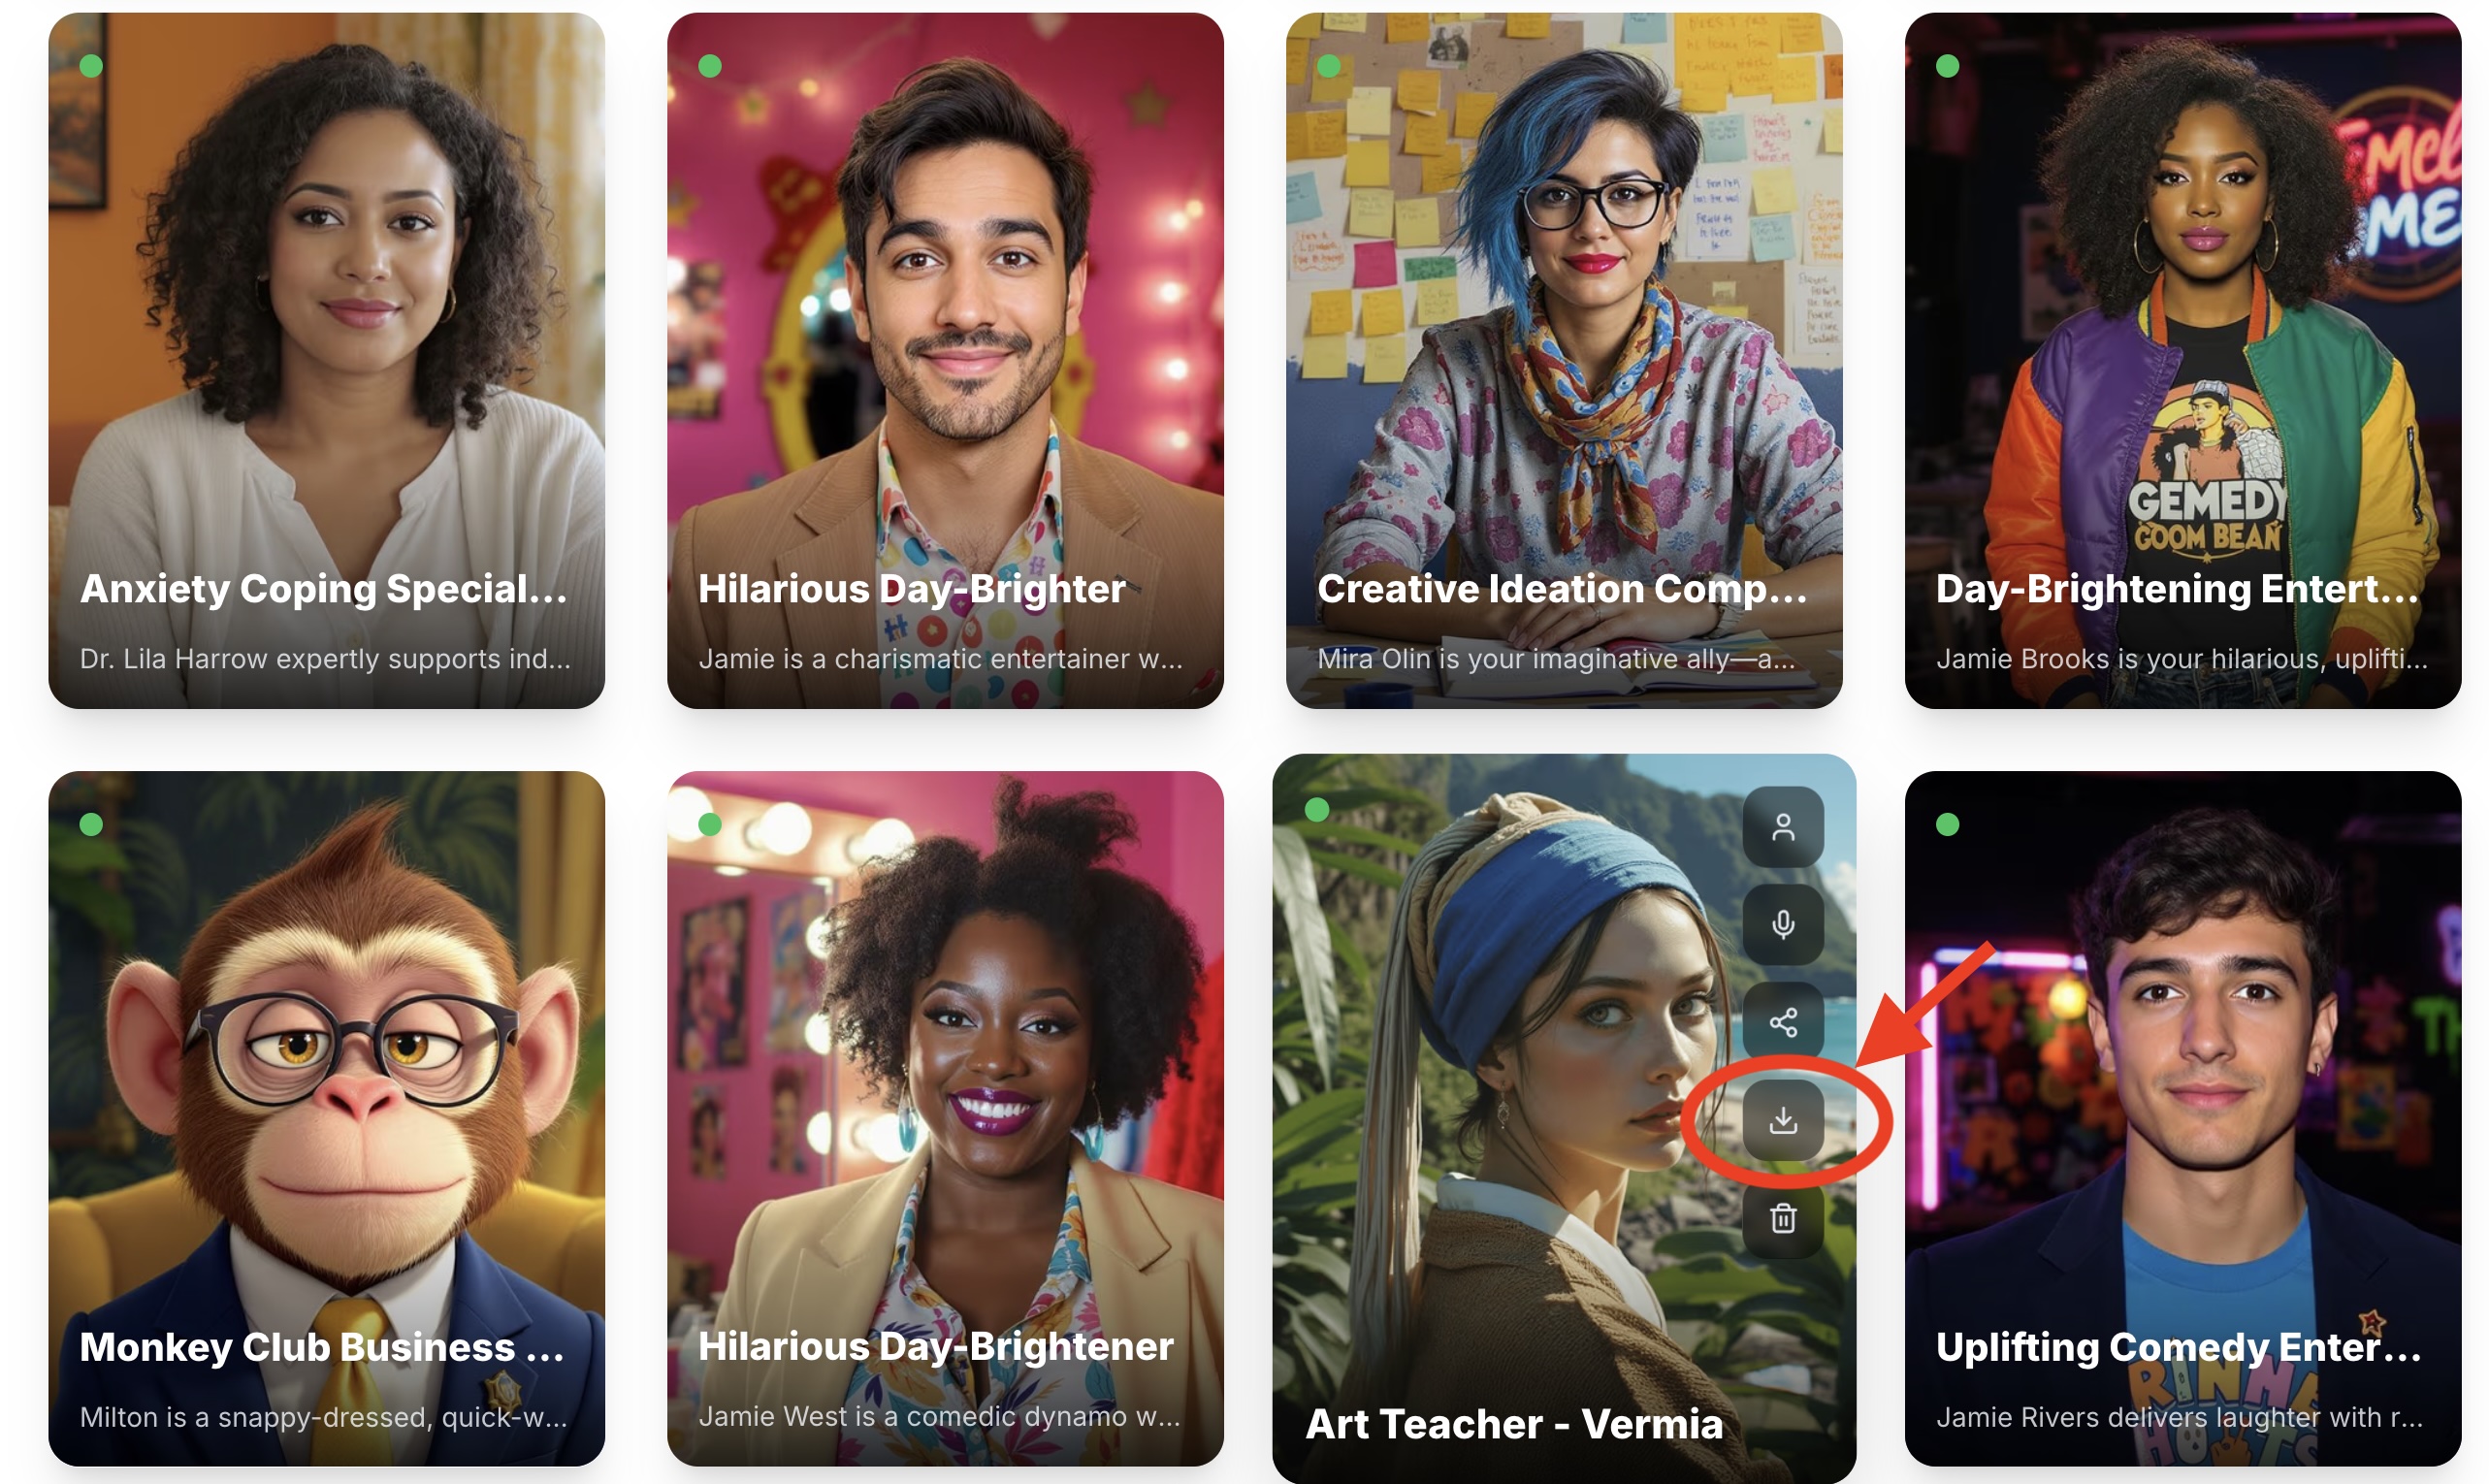 Anxiety Coping Special...
Dr. Lila Harrow expertly supports ind...
Hilarious Day-Brighter
Jamie is a charismatic entertainer w...
Creative Ideation Comp...
Mira Olin is your imaginative ally—a...
GEMEDY
GOOM BEAN
Day-Brightening Entert...
Jamie Brooks is your hilarious, uplifti...
Monkey Club Business ...
Milton is a snappy-dressed, quick-w...
Hilarious Day-Brightener
Jamie West is a comedic dynamo w...
Art Teacher - Vermia
Uplifting Comedy Enter...
Jamie Rivers delivers laughter with r...